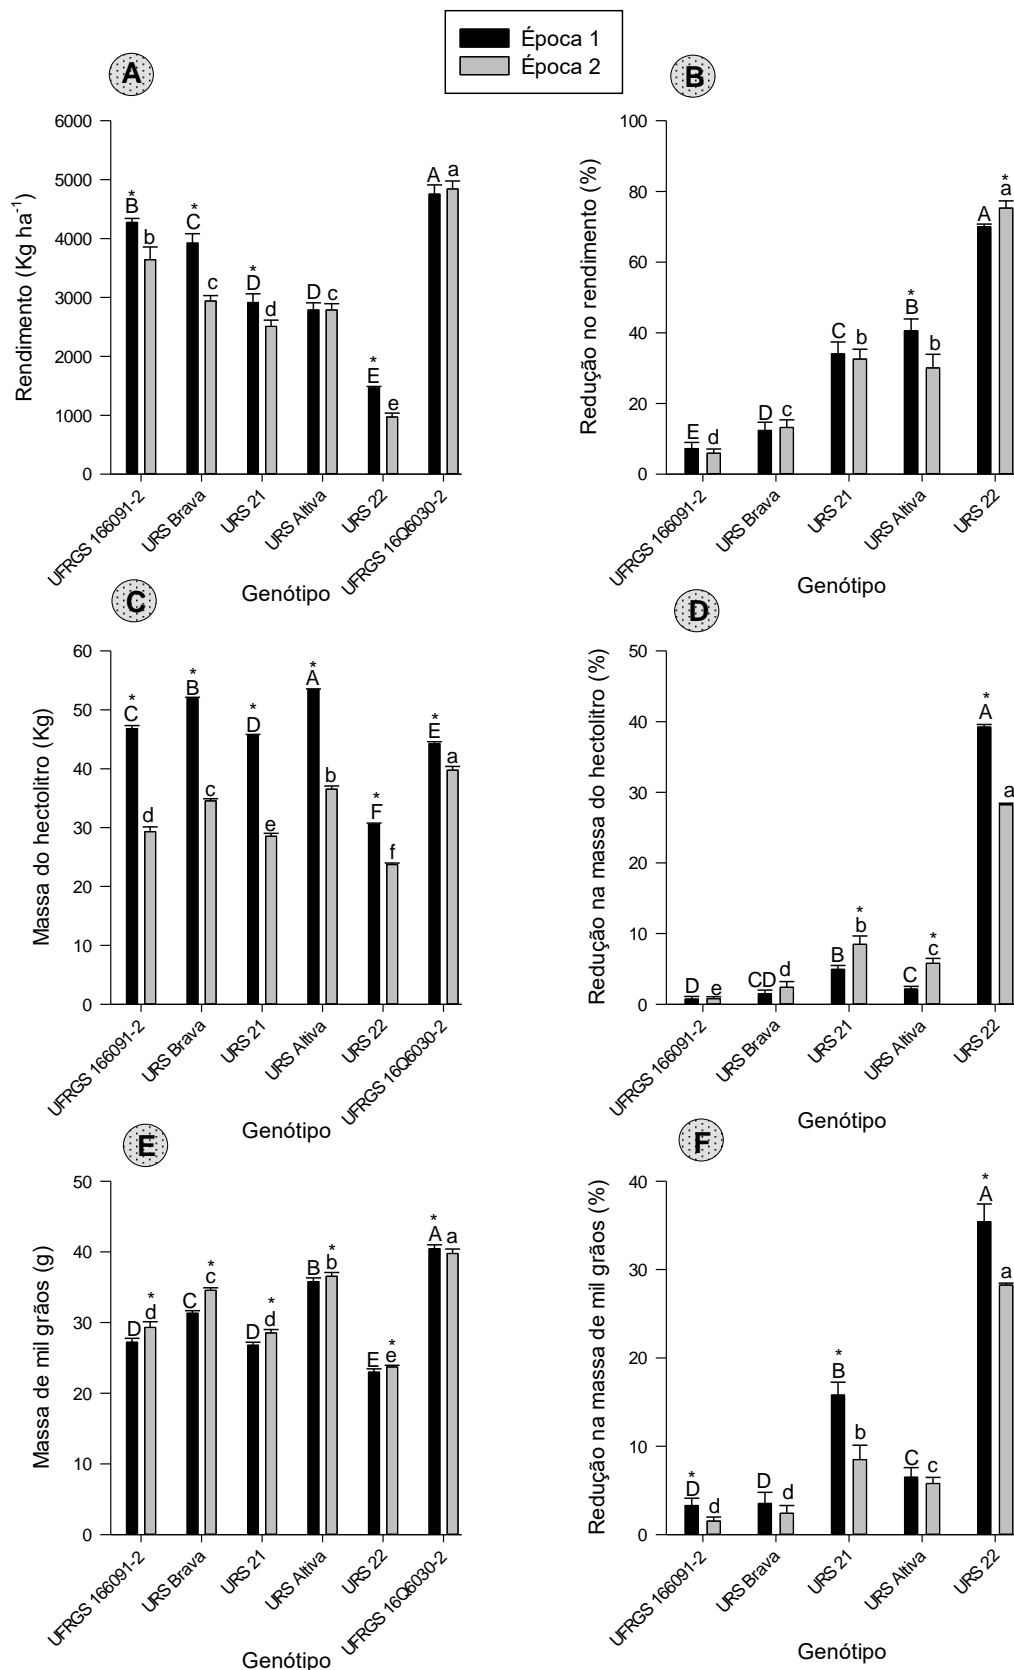 Época 1
Época 2
A
Rendimento (Kg ha-1)
6000
5000
4000
3000
2000
1000
0
* * * * 
B b C c D d D c E e A a
UFRGS 166091-2
URS Brava
URS 21
URS Altiva
URS 22
UFRGS 16Q6030-2
Genótipo
B
Redução no rendimento (%)
100
80
60
40
20
0
* *
E d D c C b B b A a
UFRGS 166091-2
URS Brava
URS 21
URS Altiva
URS 22
Genótipo
C
Massa do hectolitro (Kg)
60
50
40
30
20
10
0
* * * * * *
C d B c D e A b F f E a
UFRGS 166091-2
URS Brava
URS 21
URS Altiva
URS 22
UFRGS 16Q6030-2
Genótipo
D
Redução na massa do hectolitro (%)
50
40
30
20
10
0
* * *
D e CD d B b C c A a
UFRGS 166091-2
URS Brava
URS 21
URS Altiva
URS 22
Genótipo
E
Massa de mil grãos (g)
50
40
30
20
10
0
* * * * * *
D d C c D d B b E e A a
UFRGS 166091-2
URS Brava
URS 21
URS Altiva
URS 22
UFRGS 16Q6030-2
Genótipo
F
Redução na massa de mil grãos (%)
40
30
20
10
0
* * *
D d D d B b C c A a
UFRGS 166091-2
URS Brava
URS 21
URS Altiva
URS 22
Genótipo